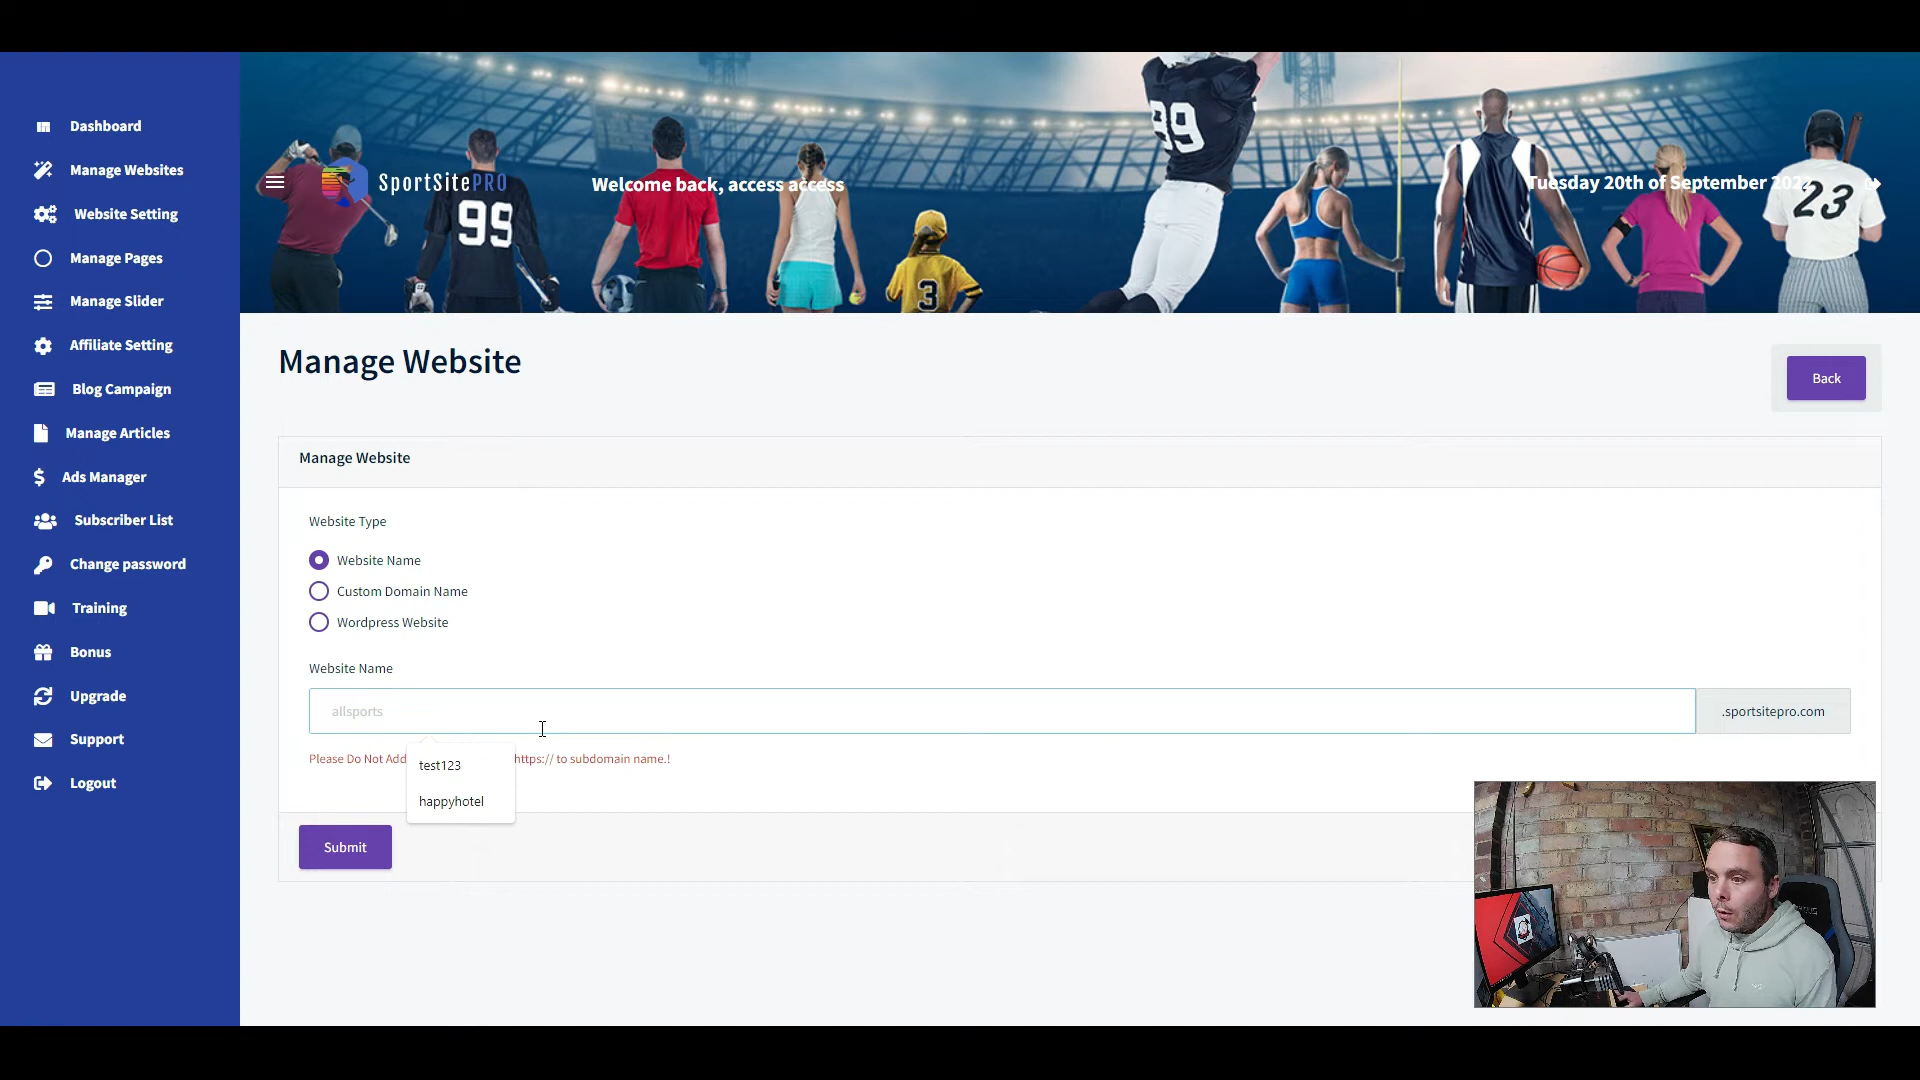 Dashboard
Manage Websites
Website Setting
Manage Pages
Manage Slider
Affiliate Setting
Blog Campaign
Manage Articles
Ads Manager
Subscriber List
Change password
Training
Bonus
Upgrade
Support
Logout
SportSitePRO
Welcome back, access access
Tuesday 20th of September 2022
99
3
99
23
Manage Website
Back
Manage Website
Website Type
Website Name
Custom Domain Name
Wordpress Website
Website Name
allsports
.sportsitepro.com
Please Do Not Add https:// to subdomain name.!
test123
happyhotel
Submit